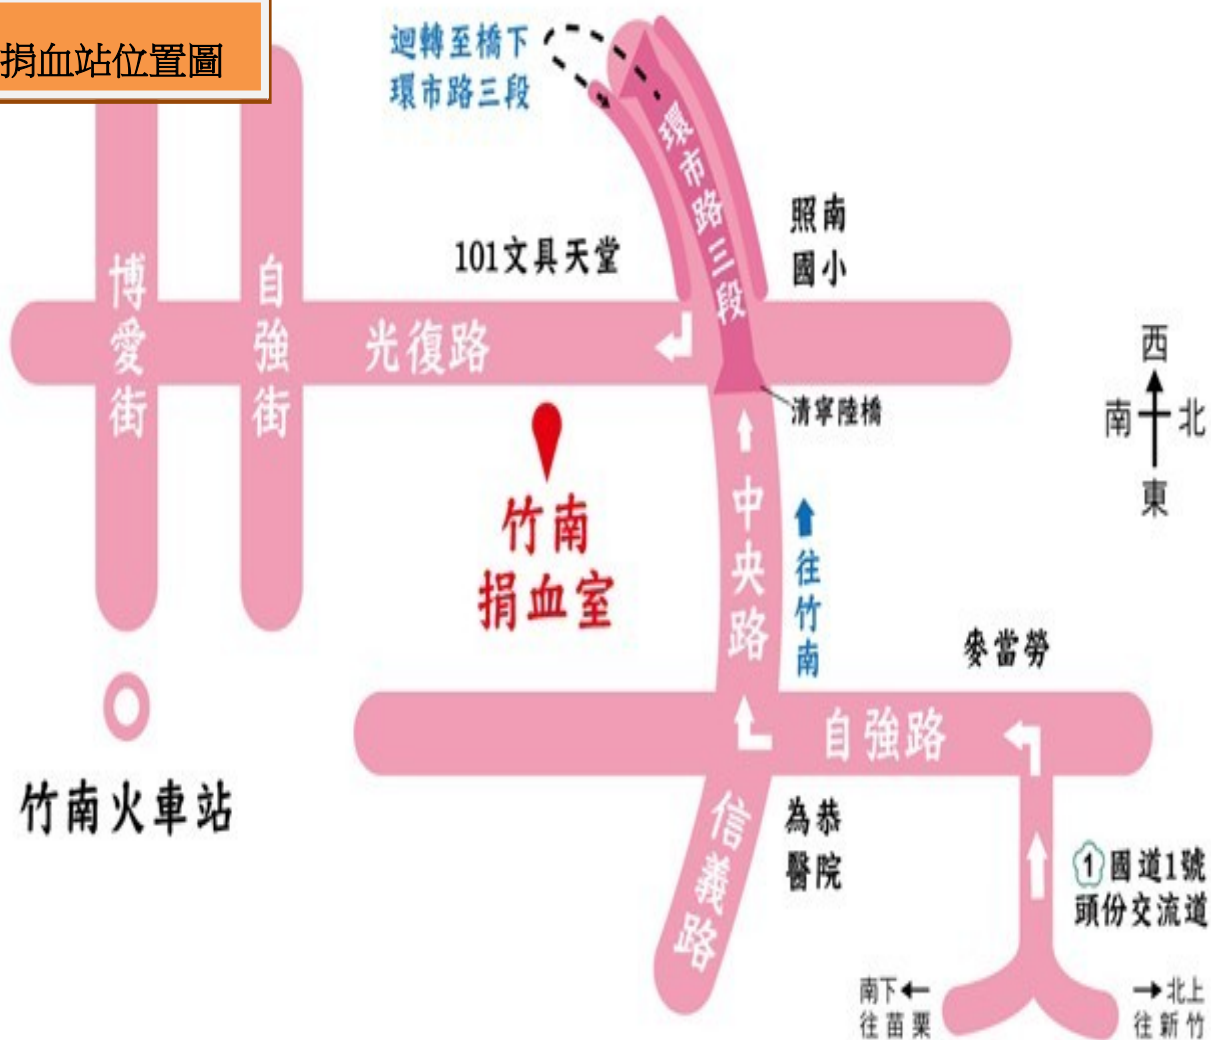 捐血站位置圖
迴轉至橋下
環市路三段
環市路三段
照南
國小
101文具天堂
博愛街
自強街
光復路
清寧陸橋
西
南
北
東
竹南
捐血室
中央路
往竹南
麥當勞
自強路
竹南火車站
信義路
為恭
醫院
1 國道1號
頭份交流道
南下
往苗栗
北上
往新竹